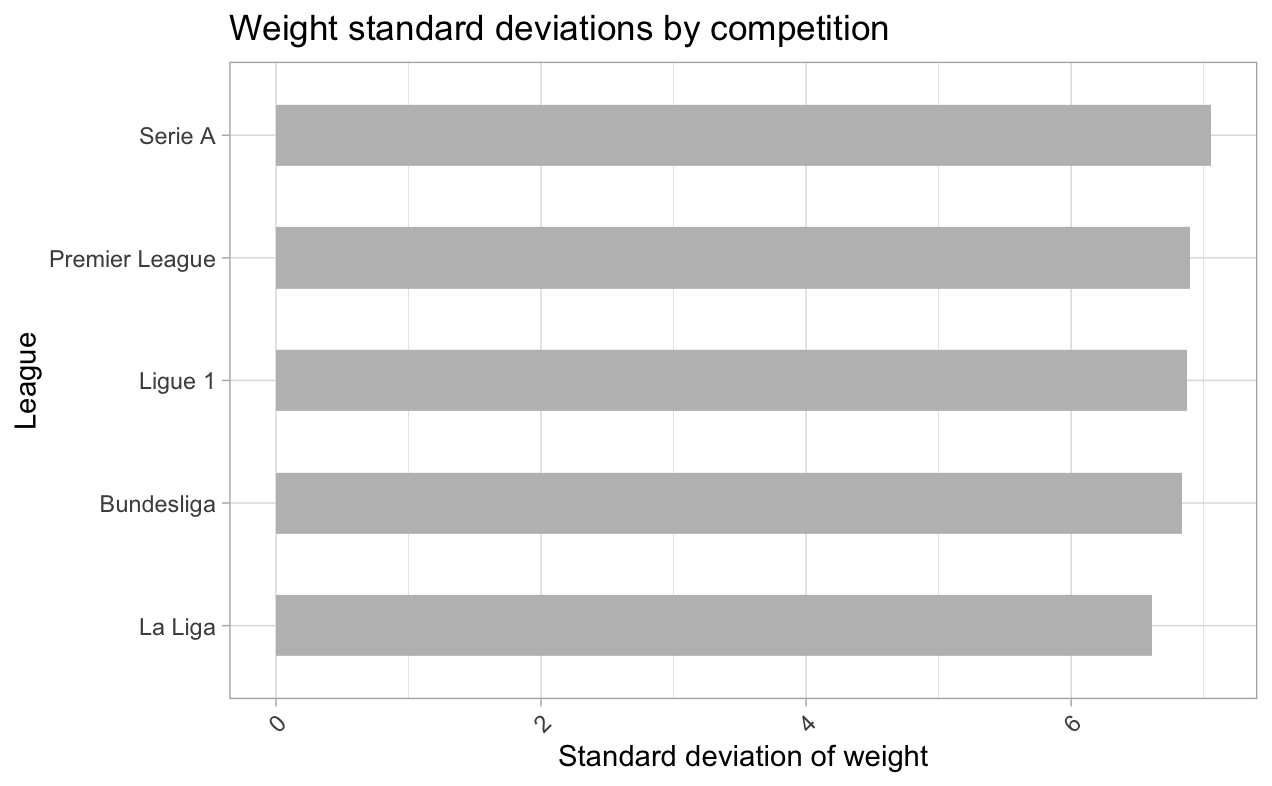 Weight standard deviations by competition
Serie A
Premier League
Ligue 1
Bundesliga
La Liga
League
0
2
4
6
Standard deviation of weight